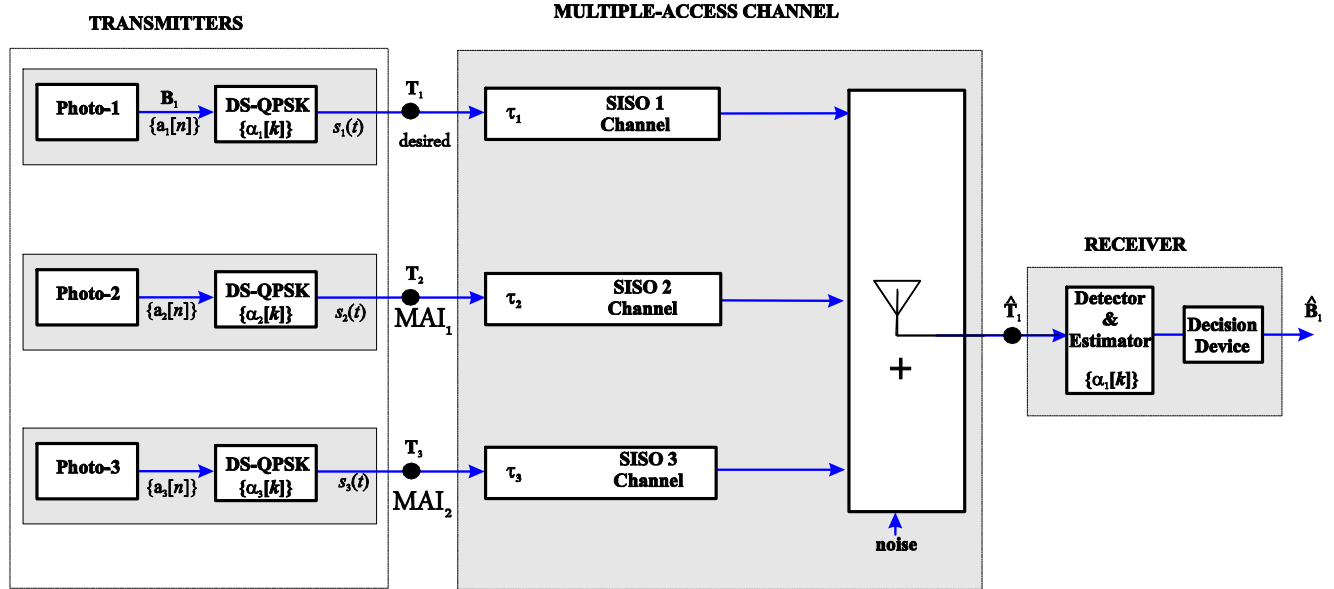 TRANSMITTERS
MULTIPLE-ACCESS CHANNEL
Photo-1
B₁
{a₁[n]}
DS-QPSK
{α₁[k]}
s₁(t)
T₁
desired
τ₁
SISO 1
Channel
Photo-2
{a₂[n]}
DS-QPSK
{α₂[k]}
s₂(t)
T₂
MAI₁
τ₂
SISO 2
Channel
Photo-3
{a₃[n]}
DS-QPSK
{α₃[k]}
s₃(t)
T₃
MAI₂
τ₃
SISO 3
Channel
+
noise
RECEIVER
T̂₁
Detector
&
Estimator
{α₁[k]}
Decision
Device
B̂₁